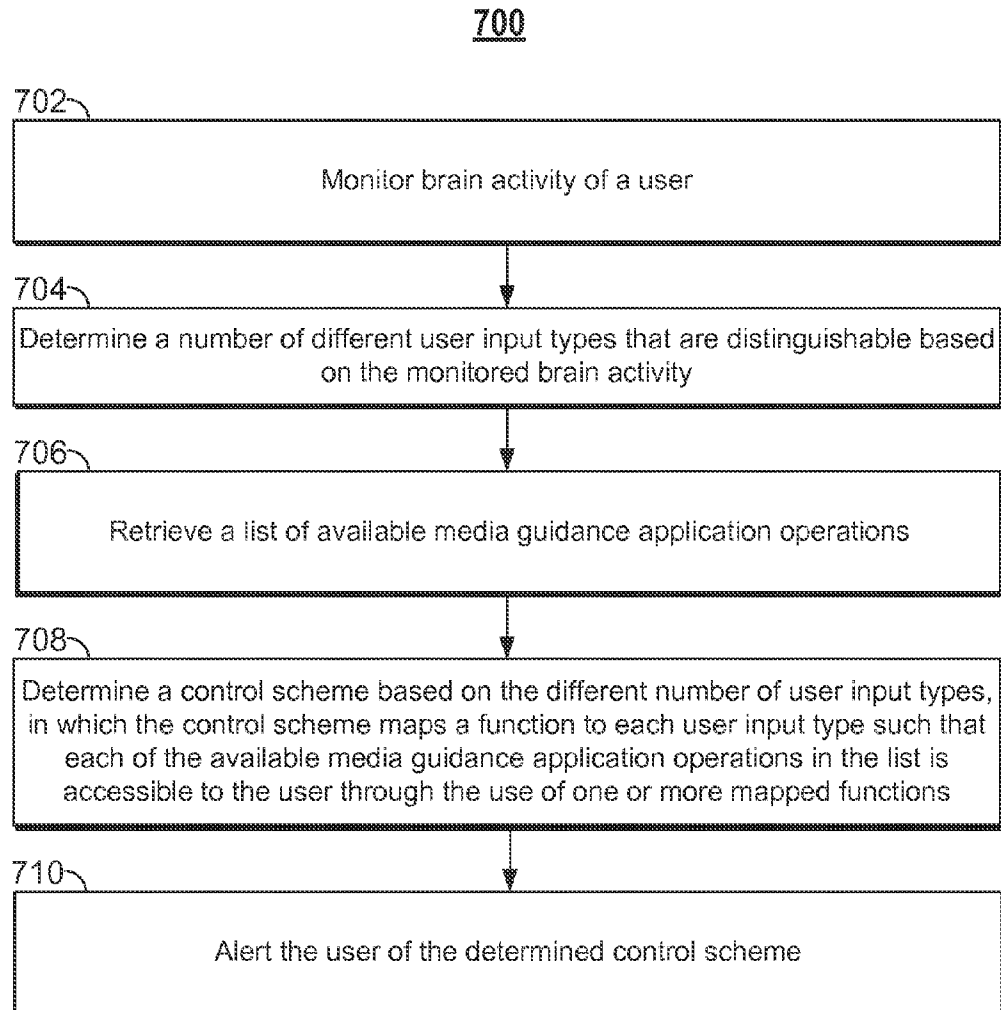 700
702
Monitor brain activity of a user
704
Determine a number of different user input types that are distinguishable based
on the monitored brain activity
706
Retrieve a list of available media guidance application operations
708
Determine a control scheme based on the different number of user input types,
in which the control scheme maps a function to each user input type such that
each of the available media guidance application operations in the list is
accessible to the user through the use of one or more mapped functions
710
Alert the user of the determined control scheme